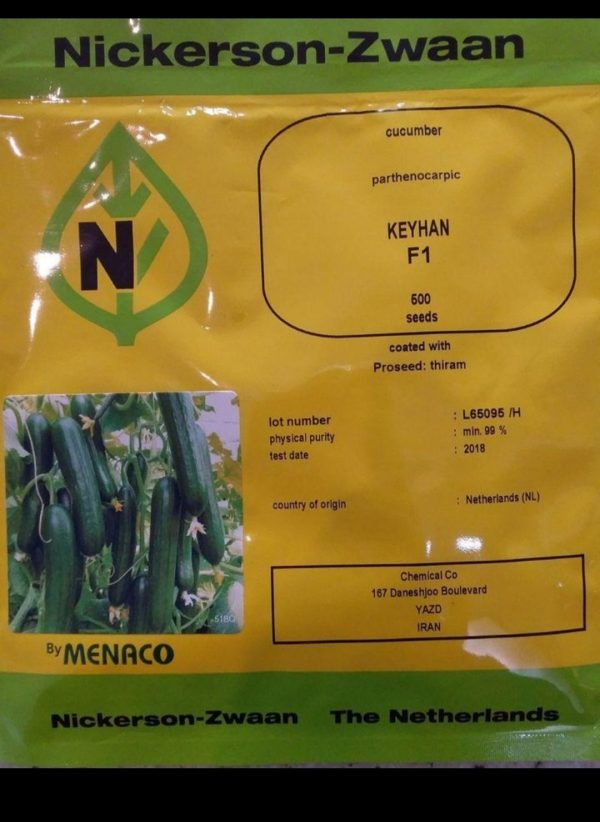 Nickerson-Zwaan
N
cucumber
parthenocarpic
KEYHAN
F1
500
seeds
coated with
Proseed: thiram
lot number : L65095 /H
physical purity : min. 99 %
test date : 2018
country of origin : Netherlands (NL)
Chemical Co
167 Daneshjoo Boulevard
YAZD
IRAN
5180
By MENACO
Nickerson-Zwaan The Netherlands